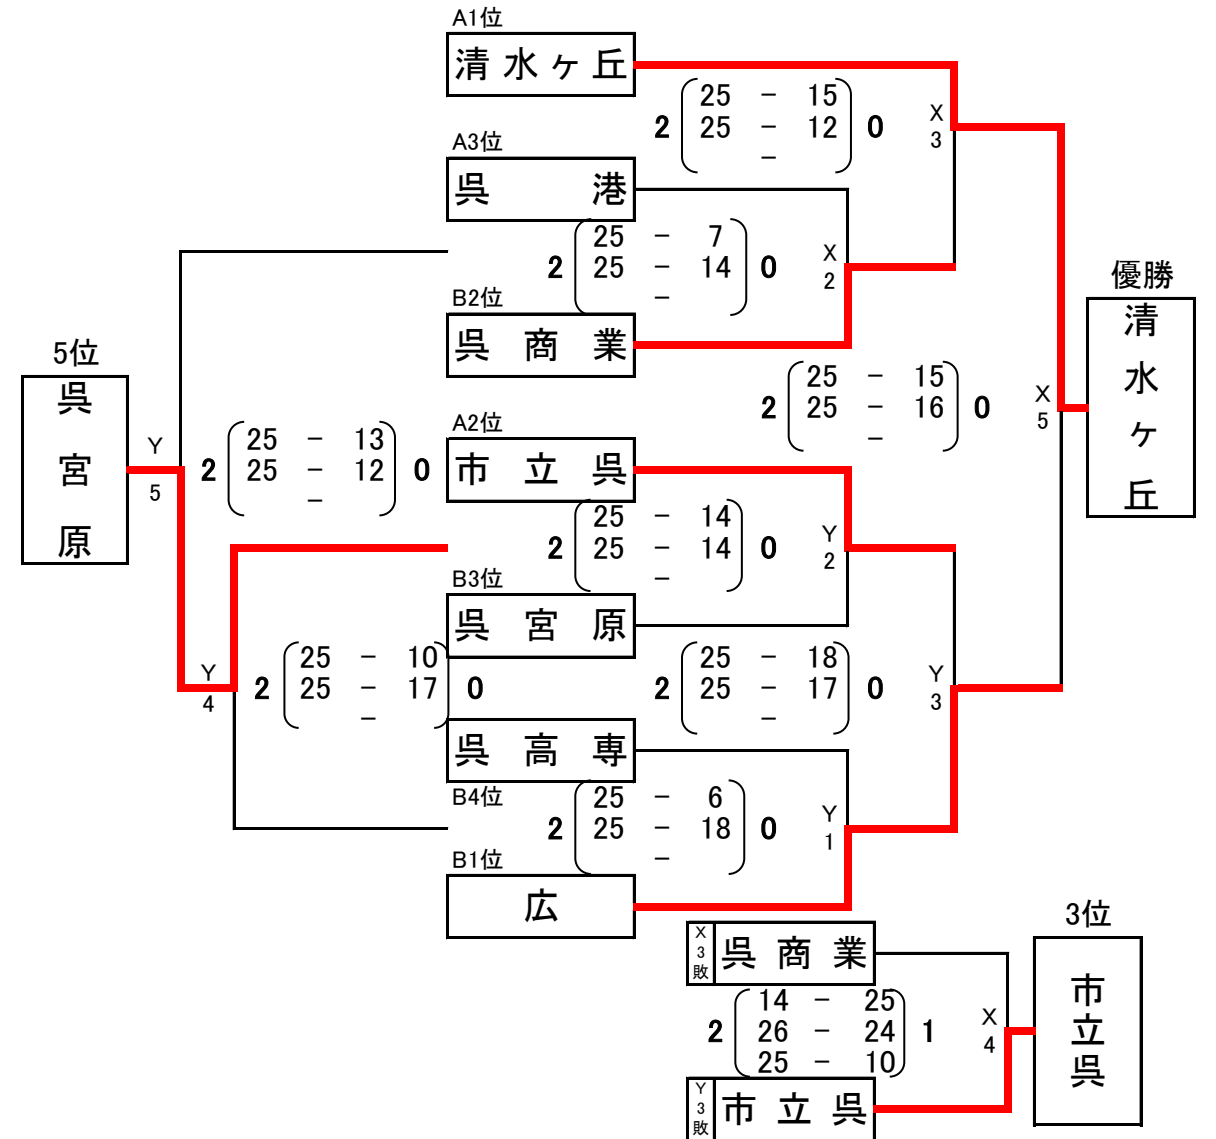 A1位
清水ヶ丘
25 － 15
2 25 － 12 0
－
X
3
A3位
呉港
25 － 7
2 25 － 14 0
－
X
2
B2位
呉商業
優勝
清水ヶ丘
25 － 15
2 25 － 16 0
－
X
5
5位
呉宮原
Y
5
25 － 13
2 25 － 12 0
－
A2位
市立呉
25 － 14
2 25 － 14 0
－
Y
2
B3位
呉宮原
Y
4
25 － 10
2 25 － 17 0
－
25 － 18
2 25 － 17 0
－
Y
3
呉高専
B4位
25 － 6
2 25 － 18 0
－
Y
1
B1位
広
X3敗
呉商業
14 － 25
2 26 － 24 1
25 － 10
X
4
Y3敗
市立呉
3位
市立呉